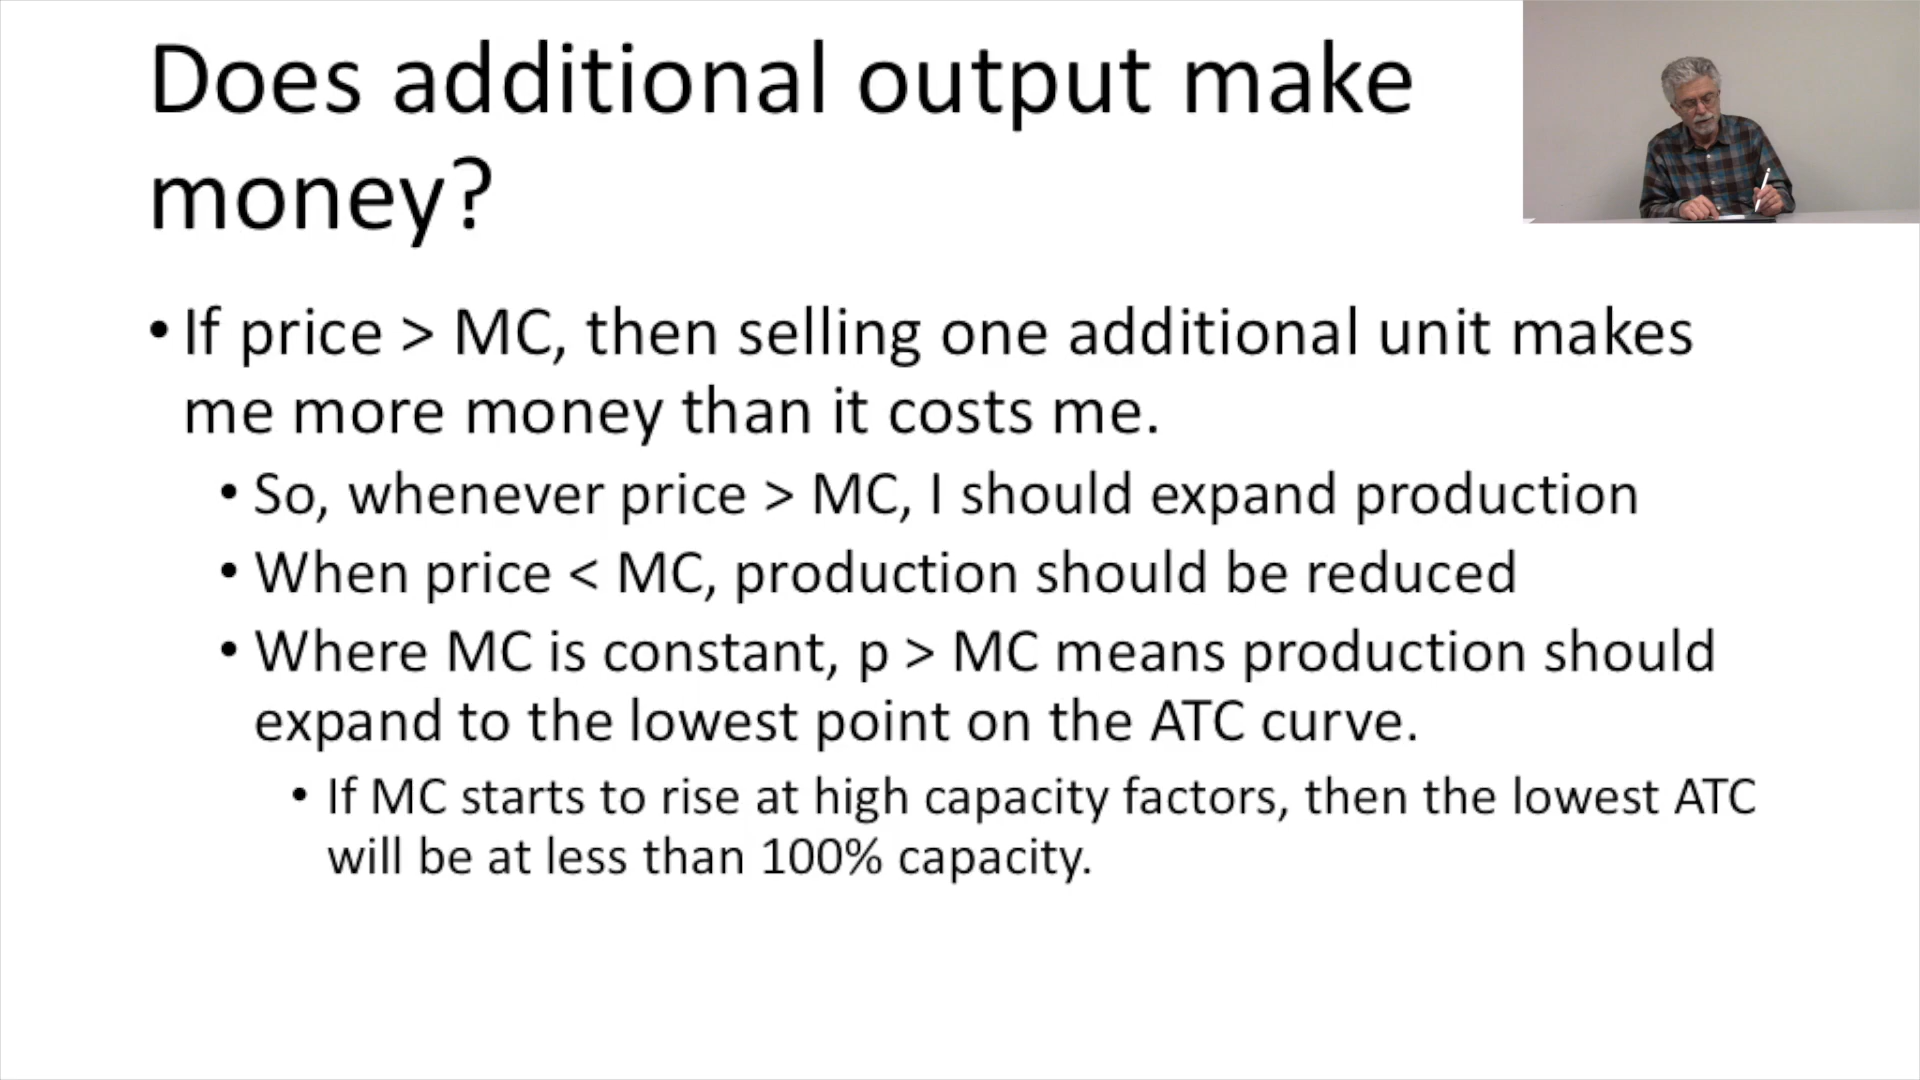 Does additional output make
money?
• If price > MC, then selling one additional unit makes
me more money than it costs me.
• So, whenever price > MC, I should expand production
• When price < MC, production should be reduced
• Where MC is constant, p > MC means production should
expand to the lowest point on the ATC curve.
• If MC starts to rise at high capacity factors, then the lowest ATC
will be at less than 100% capacity.